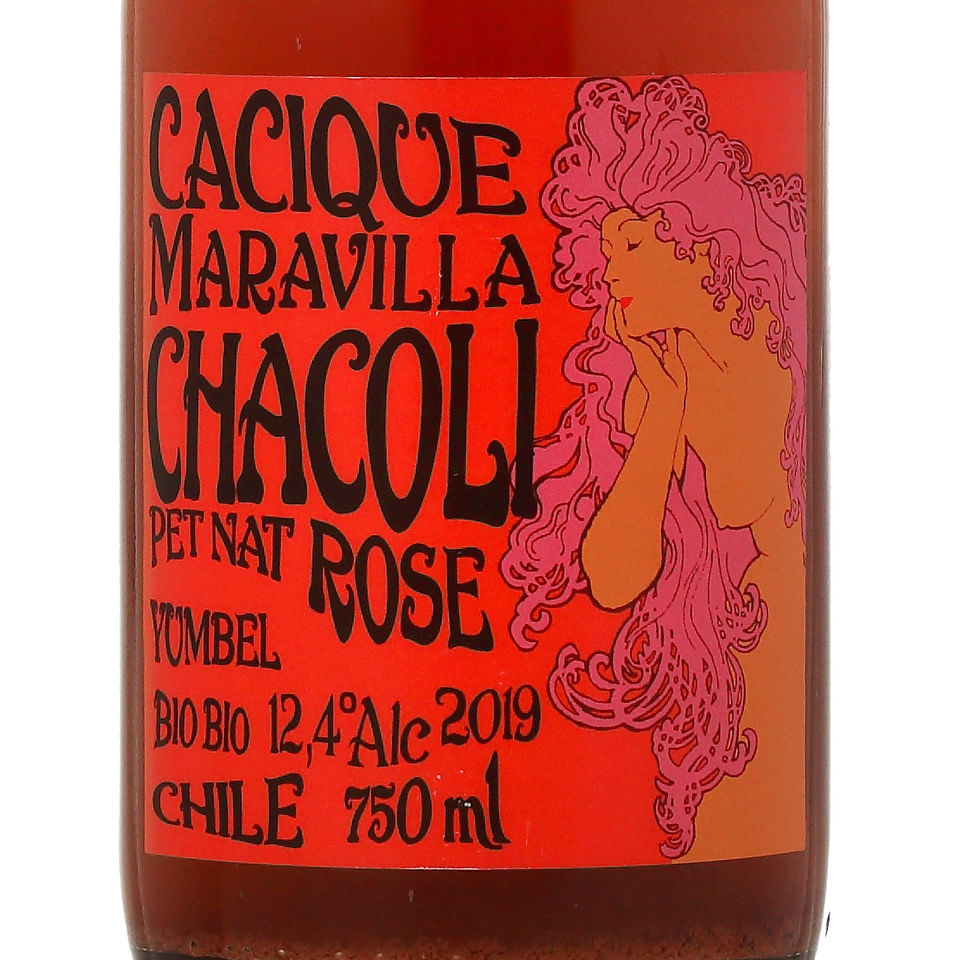 CACIQUE
MARAVILLA
CHACOLI
PET NAT ROSE
YUMBEL
BIO BIO 12,4° Alc 2019
CHILE 750 ml